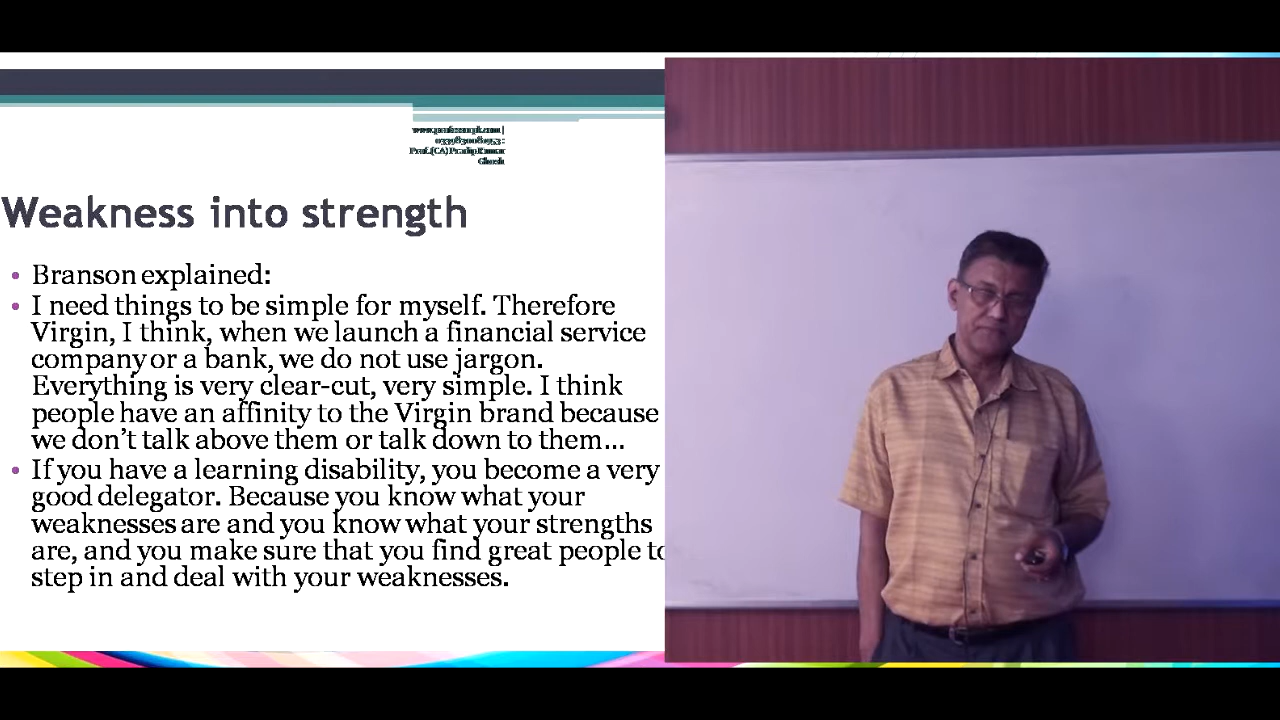 Prof.(CA) Pradip Kumar
Ghosh
Weakness into strength
• Branson explained:
• I need things to be simple for myself. Therefore
Virgin, I think, when we launch a financial service
company or a bank, we do not use jargon.
Everything is very clear-cut, very simple. I think
people have an affinity to the Virgin brand because
we don't talk above them or talk down to them...
• If you have a learning disability, you become a very
good delegator. Because you know what your
weaknesses are and you know what your strengths
are, and you make sure that you find great people to
step in and deal with your weaknesses.